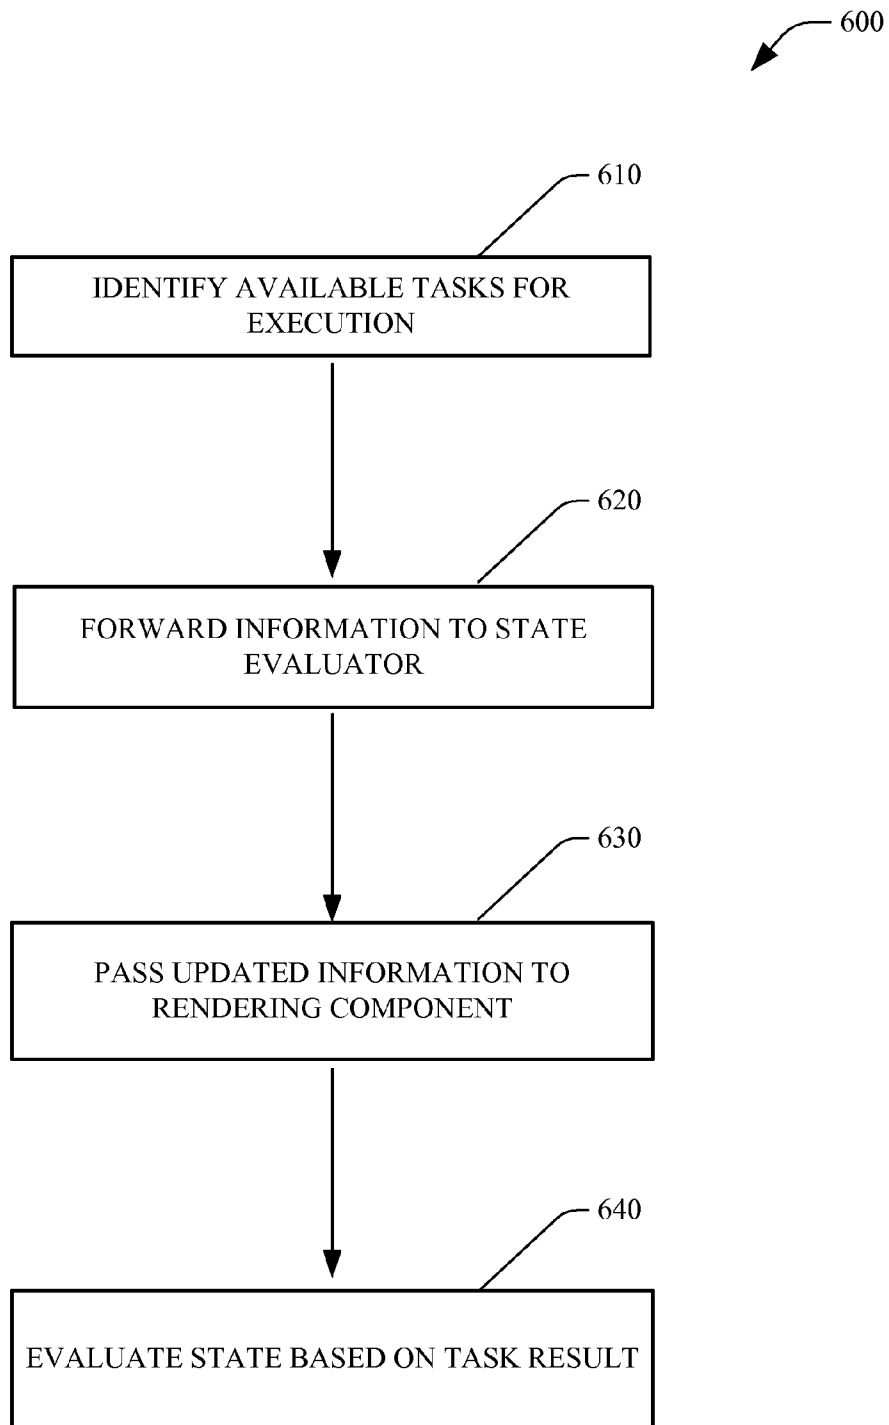 600
610
IDENTIFY AVAILABLE TASKS FOR
EXECUTION
620
FORWARD INFORMATION TO STATE
EVALUATOR
630
PASS UPDATED INFORMATION TO
RENDERING COMPONENT
640
EVALUATE STATE BASED ON TASK RESULT